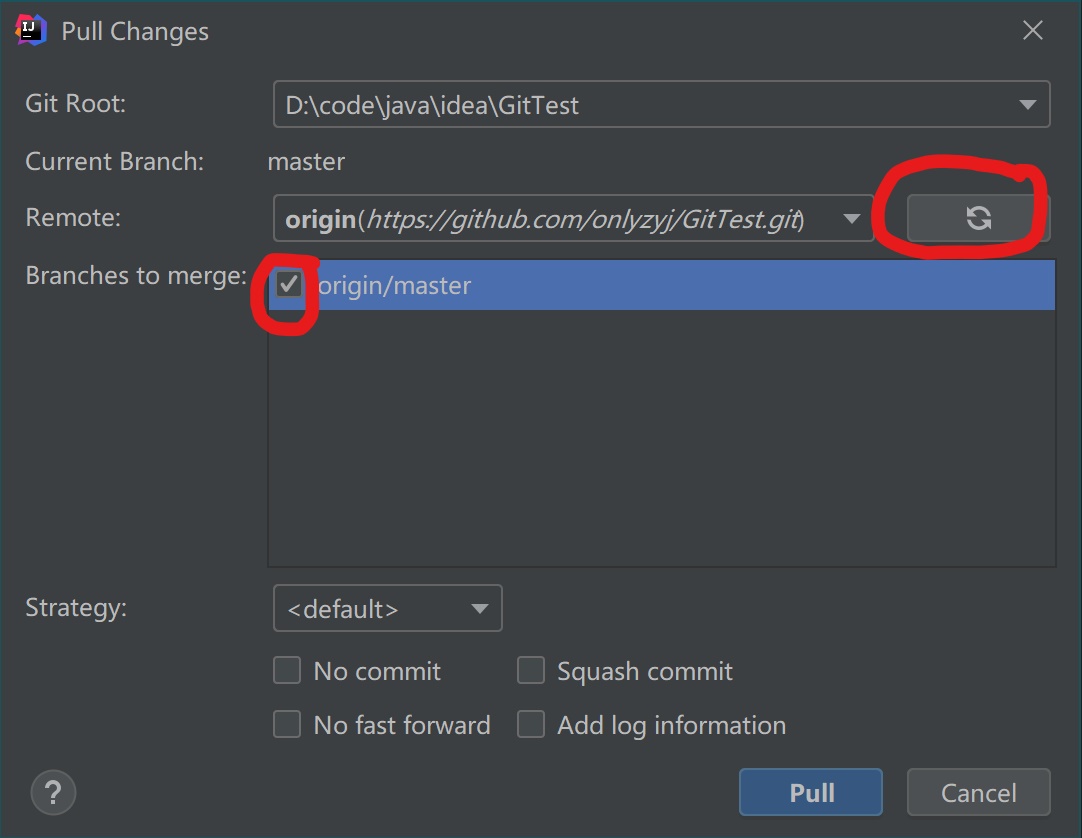 IJ
Pull Changes
Git Root: D:\code\java\idea\GitTest
Current Branch: master
Remote: origin(https://github.com/onlyzyj/GitTest.git)
Branches to merge: origin/master
Strategy: <default>
No commit Squash commit
No fast forward Add log information
? Pull Cancel